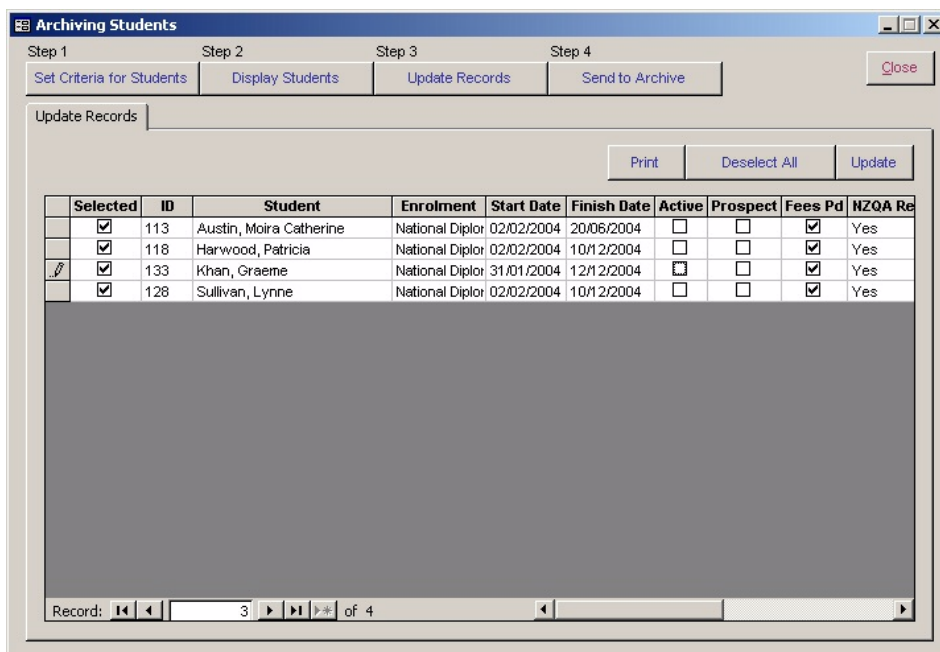 Archiving Students
Step 1 Step 2 Step 3 Step 4
Set Criteria for Students Display Students Update Records Send to Archive Close
Update Records
Print Deselect All Update
Selected ID Student Enrolment Start Date Finish Date Active Prospect Fees Pd NZQA Re
113 Austin, Moira Catherine National Diplor 02/02/2004 20/06/2004 Yes
118 Harwood, Patricia National Diplor 02/02/2004 10/12/2004 Yes
133 Khan, Graeme National Diplor 31/01/2004 12/12/2004 Yes
128 Sullivan, Lynne National Diplor 02/02/2004 10/12/2004 Yes
Record: 3 of 4